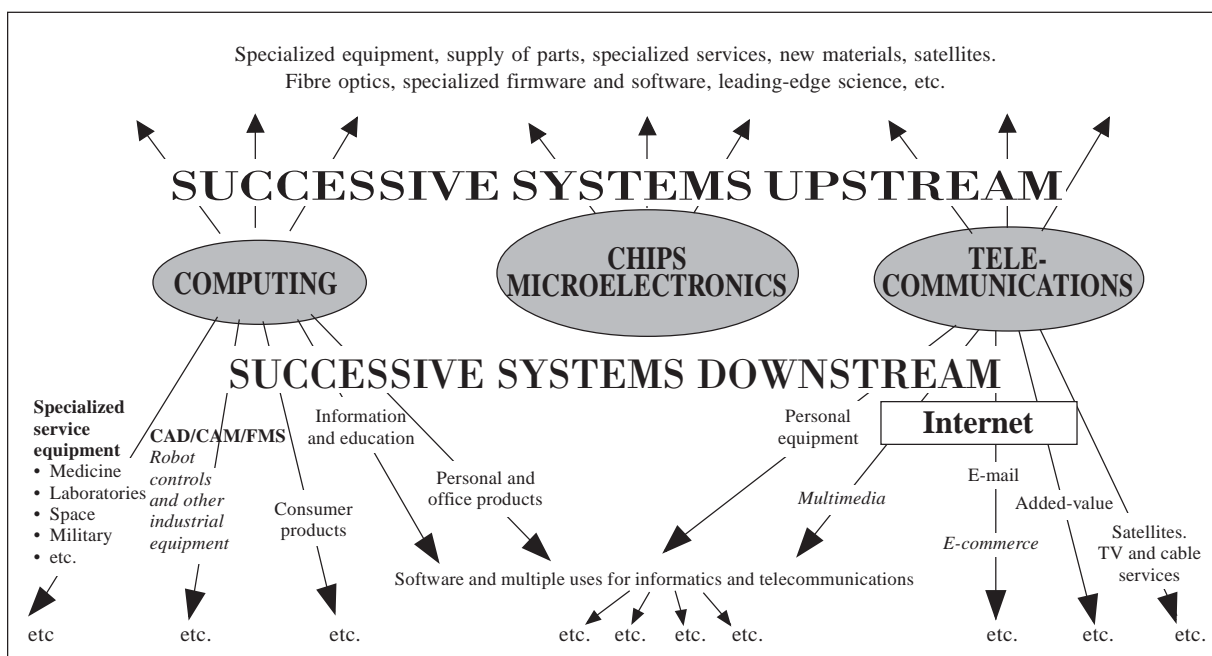 Specialized equipment, supply of parts, specialized services, new materials, satellites.
Fibre optics, specialized firmware and software, leading-edge science, etc.
SUCCESSIVE SYSTEMS UPSTREAM
COMPUTING
CHIPS
MICROELECTRONICS
TELE-
COMMUNICATIONS
SUCCESSIVE SYSTEMS DOWNSTREAM
Specialized
service
equipment
• Medicine
• Laboratories
• Space
• Military
• etc.
CAD/CAM/FMS
Robot
controls
and other
industrial
equipment
Consumer
products
Information
and education
Personal and
office products
Personal
equipment
Internet
Multimedia
E-mail
E-commerce
Added-value
Satellites.
TV and cable
services
Software and multiple uses for informatics and telecommunications
etc
etc.
etc.
etc.
etc.
etc.
etc.
etc.
etc.
etc.